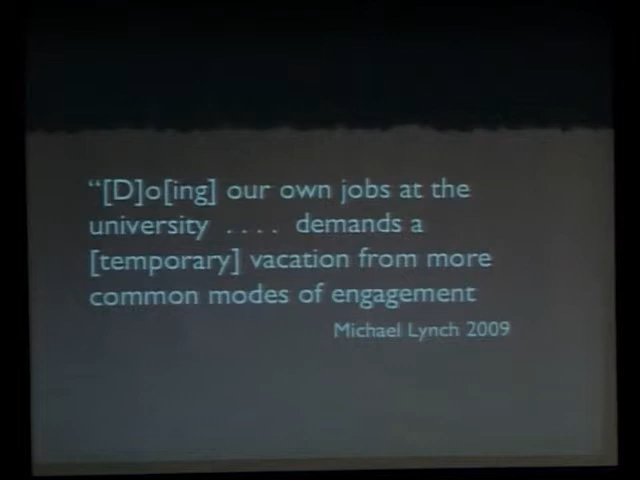 “[D]o[ing] our own jobs at the
university .... demands a
[temporary] vacation from more
common modes of engagement
Michael Lynch 2009